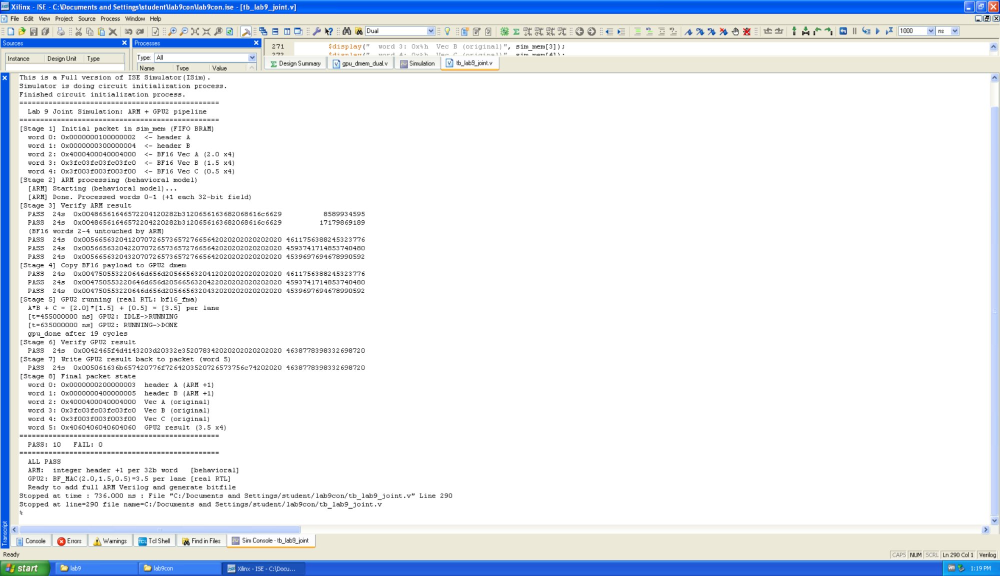 Xilinx - ISE - C:\Documents and Settings\student\lab9con\lab9con.ise - [tb_lab9_joint.v]
File Edit View Project Source Process Window Help
Dual
1000 ns
Sources
Processes
Instance Design Unit Type
Type: All
Name Type Value
271 $display("  word 3: 0x%h  Vec B (original)", sim_mem[3]);
272 $display("  word 4: 0x%h  Vec C (original)", sim_mem[4]);
Design Summary gpu_dmem_dual.v Simulation tb_lab9_joint.v
This is a Full version of ISE Simulator(ISim).
Simulator is doing circuit initialization process.
Finished circuit initialization process.
================================================
Lab 9 Joint Simulation: ARM + GPU2 pipeline
================================================
[Stage 1] Initial packet in sim_mem (FIFO BRAM)
word 0: 0x0000000100000002  <- header A
word 1: 0x0000000300000004  <- header B
word 2: 0x4000400040004000  <- BF16 Vec A (2.0 x4)
word 3: 0x3fc03fc03fc03fc0  <- BF16 Vec B (1.5 x4)
word 4: 0x3f003f003f003f00  <- BF16 Vec C (0.5 x4)
[Stage 2] ARM processing (behavioral model)
[ARM] Starting (behavioral model)...
[ARM] Done. Processed words 0-1 (+1 each 32-bit field)
[Stage 3] Verify ARM result
PASS  24s  0x00486561646572204120282b3120656163682068616c6629          8589934595
PASS  24s  0x00486561646572204220282b3120656163682068616c6629         17179869189
(BF16 words 2-4 untouched by ARM)
PASS  24s  0x005665632041207072657365727665642020202020202020 4611756388245323776
PASS  24s  0x005665632042207072657365727665642020202020202020 4593741714853740480
PASS  24s  0x005665632043207072657365727665642020202020202020 4539697694678990592
[Stage 4] Copy BF16 payload to GPU2 dmem
PASS  24s  0x004750553220646d656d2056656320412020202020202020 4611756388245323776
PASS  24s  0x004750553220646d656d2056656320422020202020202020 4593741714853740480
PASS  24s  0x004750553220646d656d2056656320432020202020202020 4539697694678990592
[Stage 5] GPU2 running (real RTL: bf16_fma)
A*B + C = [2.0]*[1.5] + [0.5] = [3.5] per lane
[t=455000000 ns] GPU2: IDLE->RUNNING
[t=635000000 ns] GPU2: RUNNING->DONE
gpu_done after 19 cycles
[Stage 6] Verify GPU2 result
PASS  24s  0x0042465f4d4143203d20332e352078342020202020202020 4638778398332698720
[Stage 7] Write GPU2 result back to packet (word 5)
PASS  24s  0x005061636b657420776f7264203520726573756c74202020 4638778398332698720
[Stage 8] Final packet state
word 0: 0x0000000200000003  header A (ARM +1)
word 1: 0x0000000400000005  header B (ARM +1)
word 2: 0x4000400040004000  Vec A (original)
word 3: 0x3fc03fc03fc03fc0  Vec B (original)
word 4: 0x3f003f003f003f00  Vec C (original)
word 5: 0x4060406040604060  GPU2 result (3.5 x4)
================================================
PASS: 10   FAIL: 0
================================================
ALL PASS
ARM:  integer header +1 per 32b word   [behavioral]
GPU2: BF_MAC(2.0,1.5,0.5)=3.5 per lane [real RTL]
Ready to add full ARM Verilog and generate bitfile
Stopped at time : 736.000 ns : File "C:/Documents and Settings/student/lab9con/tb_lab9_joint.v" Line 290
Stopped at line=290 file name=C:/Documents and Settings/student/lab9con/tb_lab9_joint.v
%
Transcript
Console Errors Warnings Tcl Shell Find in Files Sim Console - tb_lab9_joint
Ready
CAPS NUM SCRL Ln 290 Col 1 Verilog
start lab9 lab9con Xilinx - ISE - C:\Docu... 1:19 PM